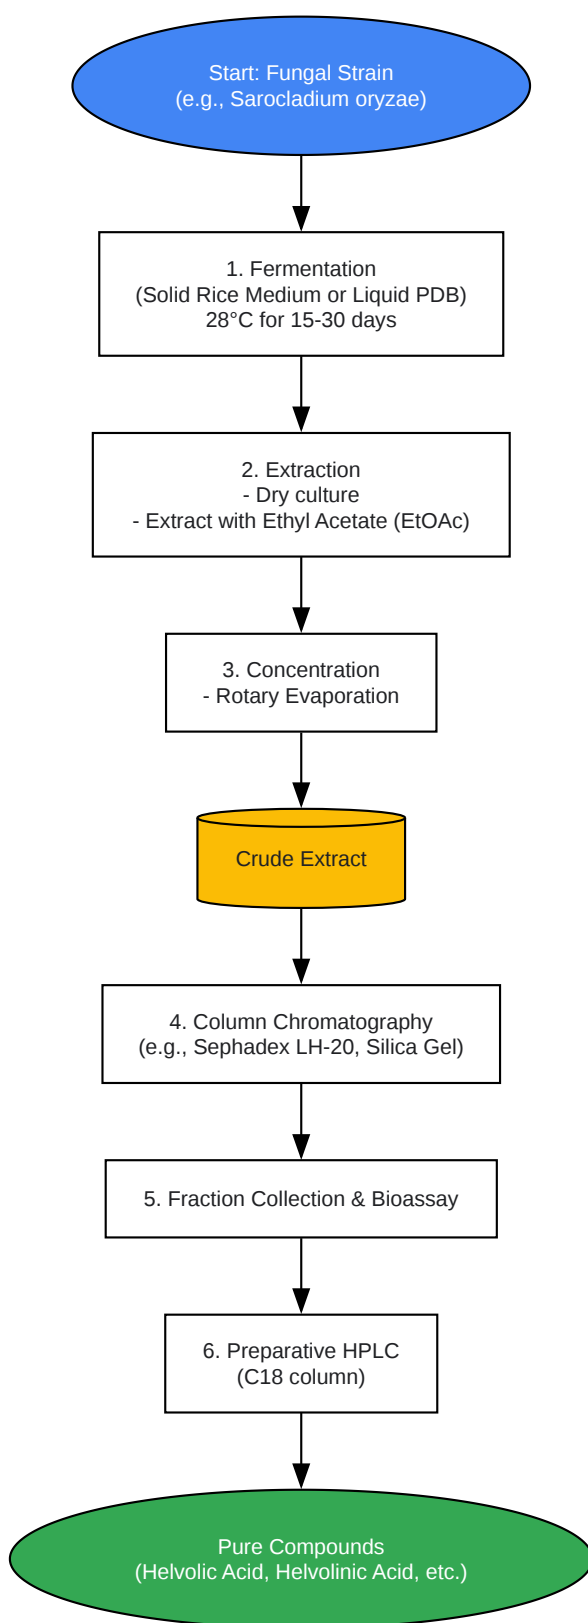 Start: Fungal Strain
(e.g., Sarocladium oryzae)
1. Fermentation
(Solid Rice Medium or Liquid PDB)
28°C for 15-30 days
2. Extraction
- Dry culture
- Extract with Ethyl Acetate (EtOAc)
3. Concentration
- Rotary Evaporation
Crude Extract
4. Column Chromatography
(e.g., Sephadex LH-20, Silica Gel)
5. Fraction Collection & Bioassay
6. Preparative HPLC
(C18 column)
Pure Compounds
(Helvolic Acid, Helvolinic Acid, etc.)